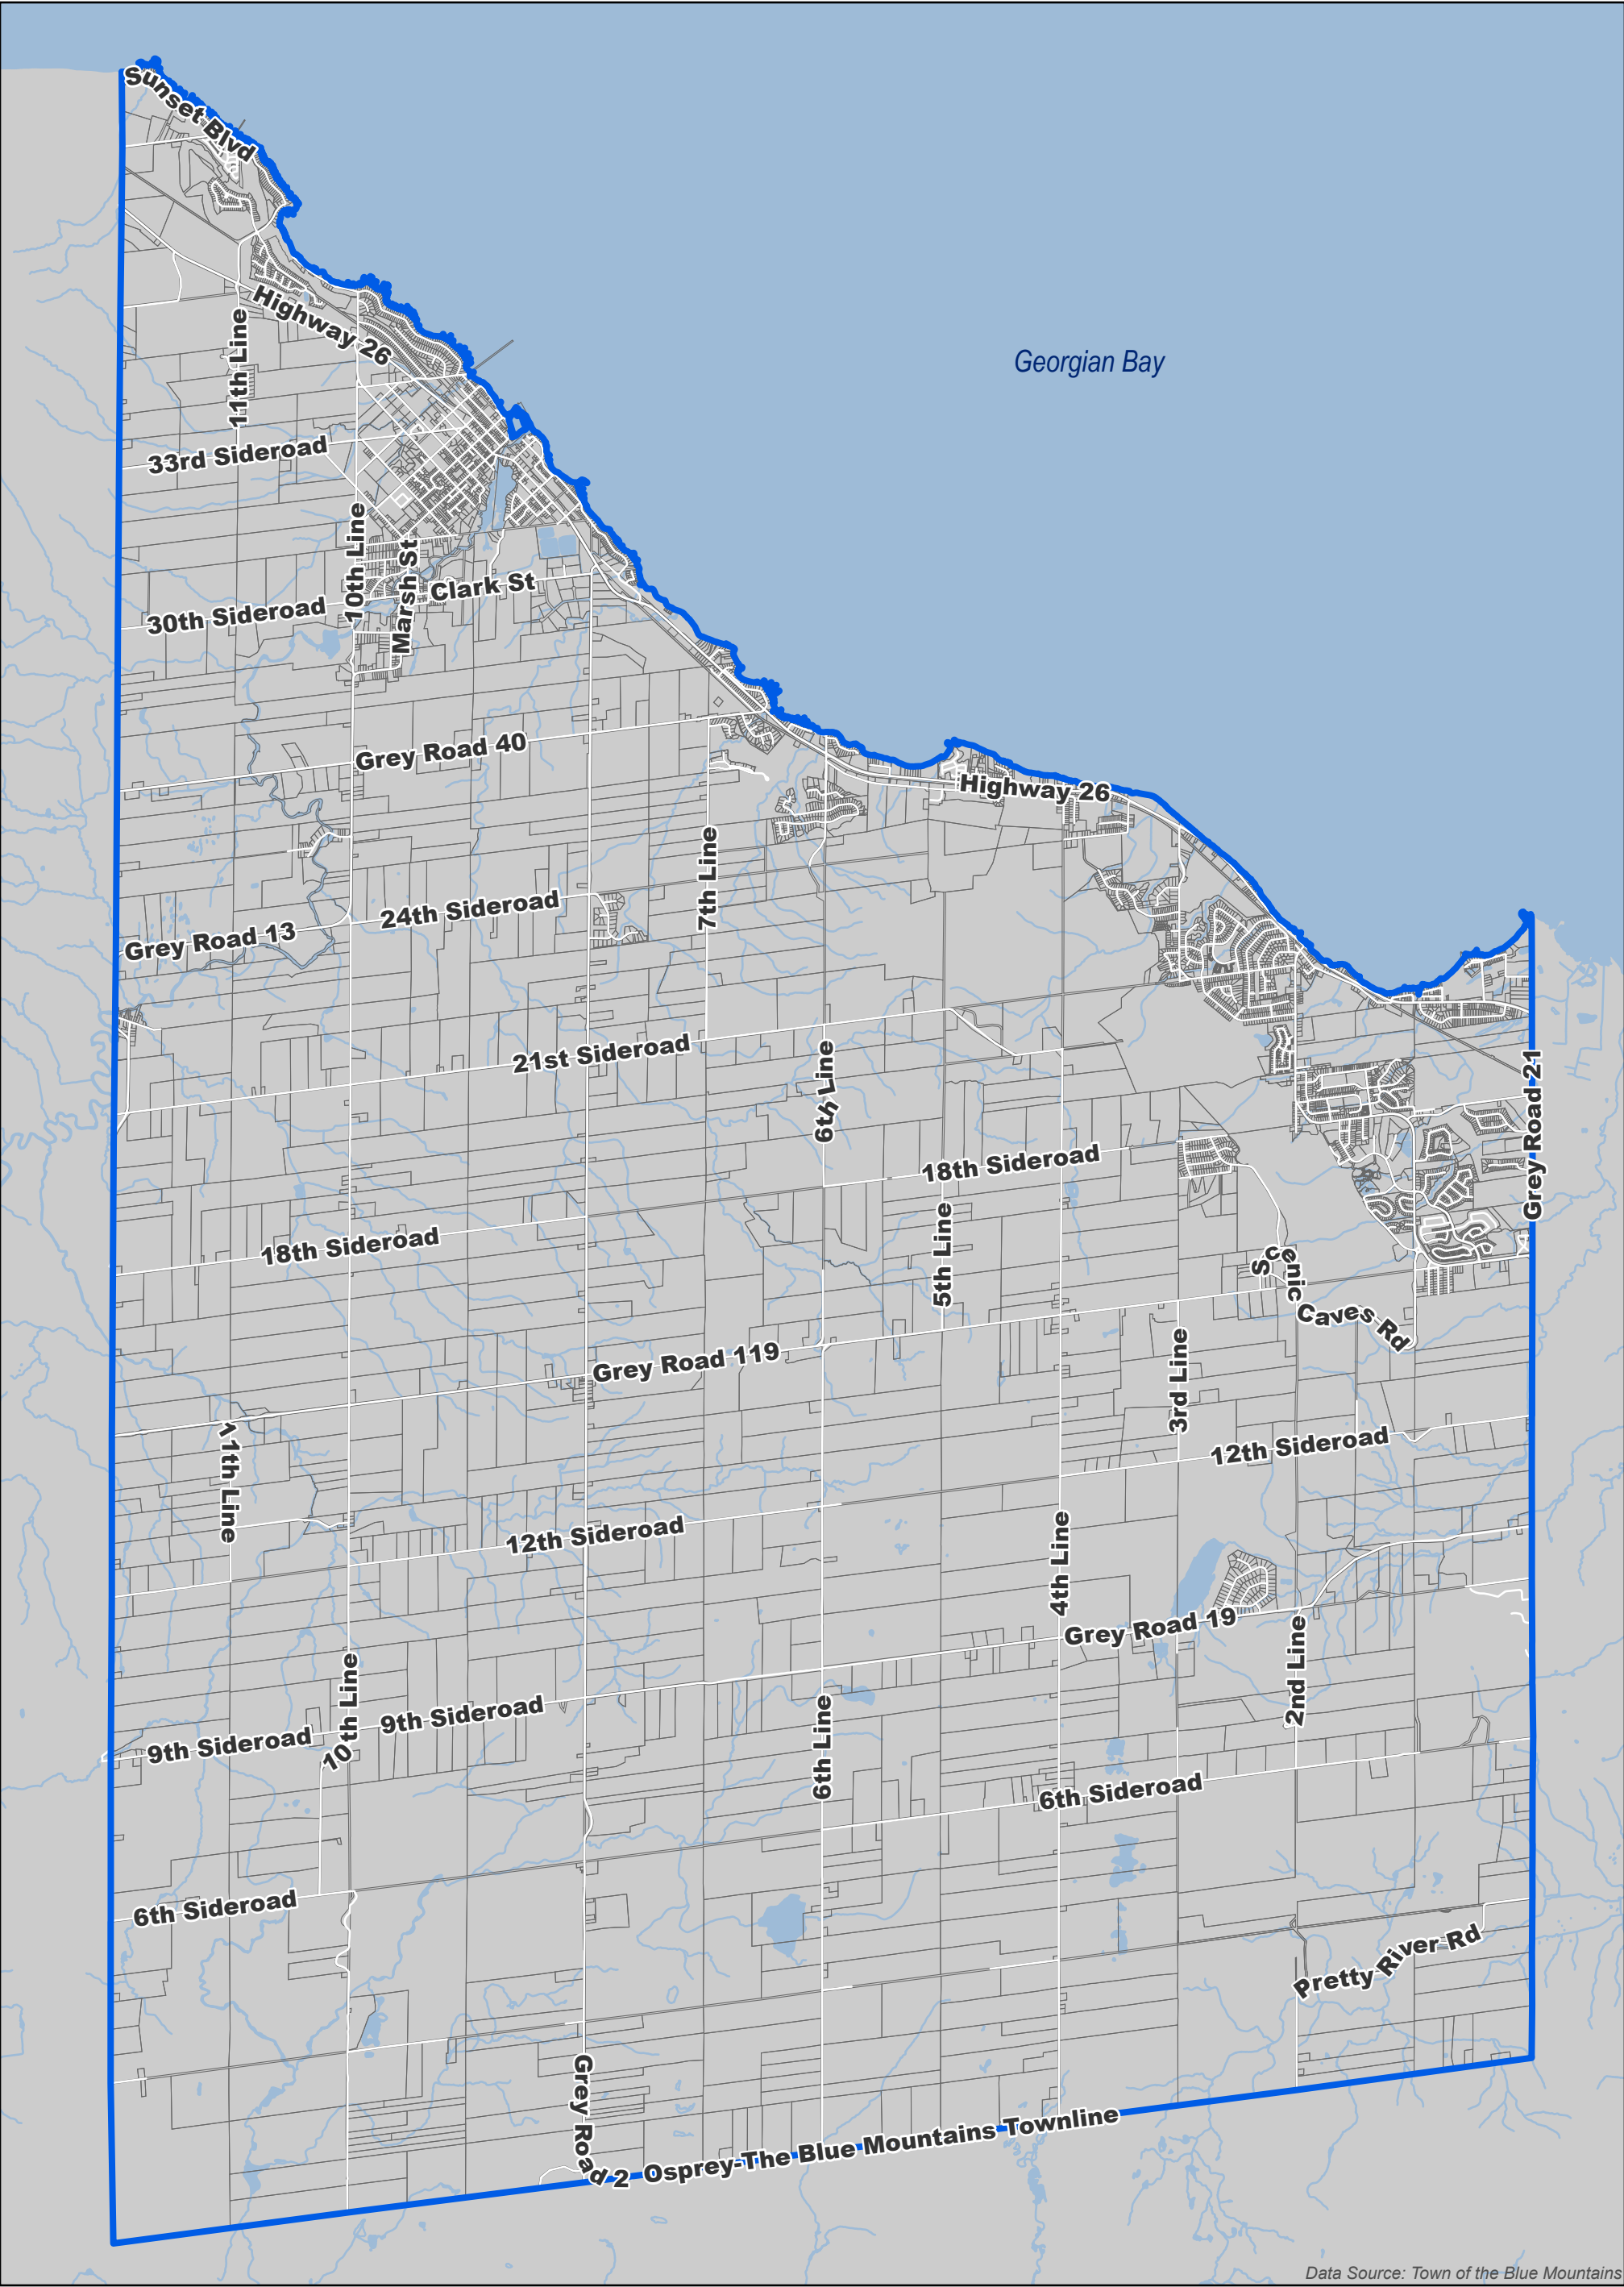 Sunset Blvd
Highway 26
11th Line
Georgian Bay
33rd Sideroad
10th Line
Marsh St
Clark St
30th Sideroad
Grey Road 40
Highway 26
7th Line
24th Sideroad
Grey Road 13
21st Sideroad
6th Line
Grey Road 21
18th Sideroad
5th Line
18th Sideroad
Scenic Caves Rd
Grey Road 119
3rd Line
11th Line
12th Sideroad
12th Sideroad
4th Line
Grey Road 19
2nd Line
10th Line
9th Sideroad
9th Sideroad
6th Line
6th Sideroad
6th Sideroad
Pretty River Rd
Grey Road 2
Osprey-The Blue Mountains Townline
Data Source: Town of the Blue Mountains